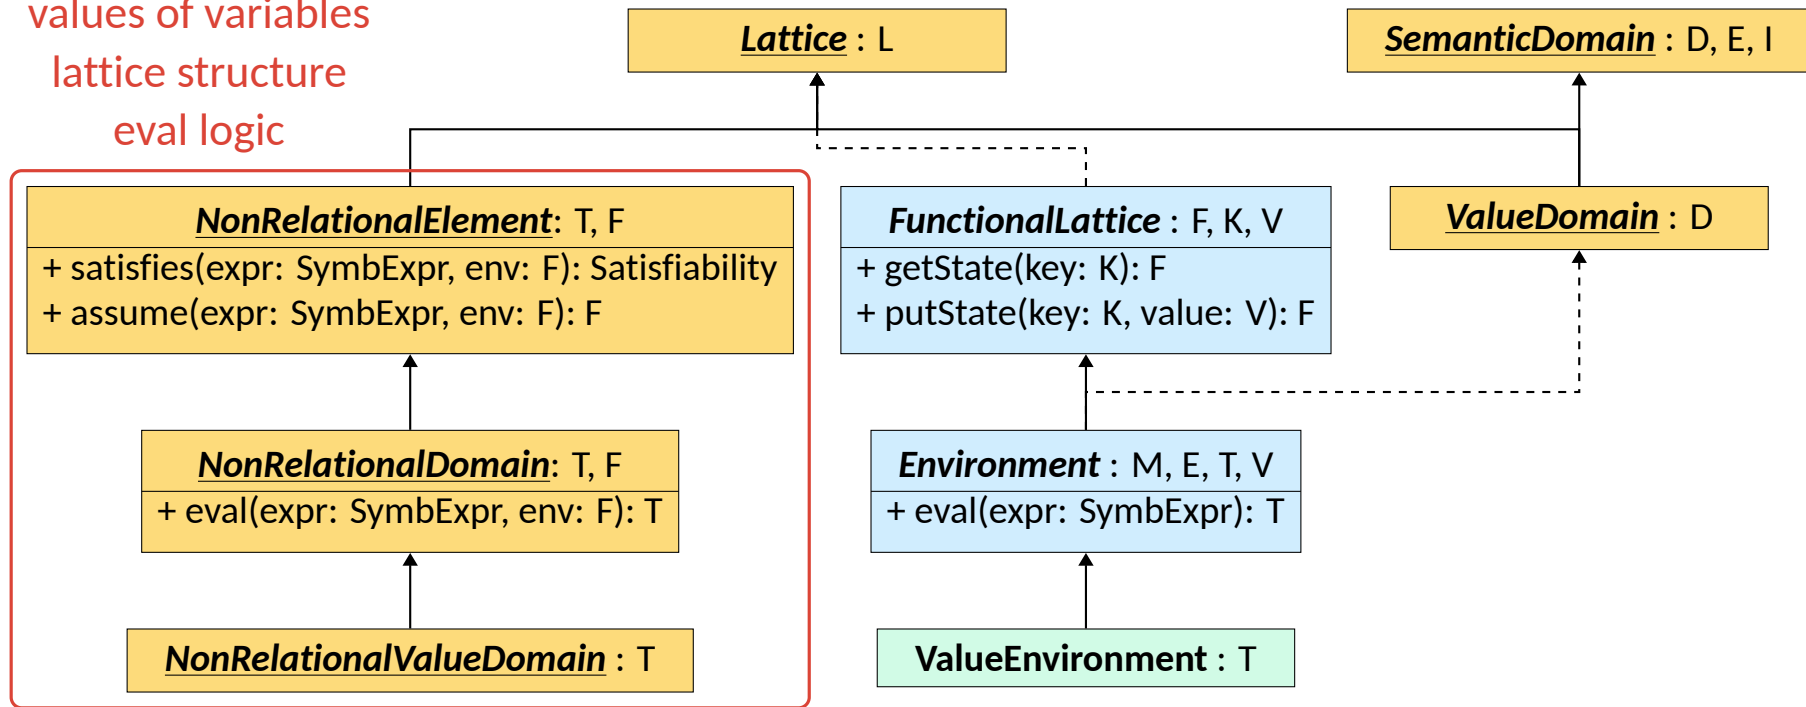 values of variables
lattice structure
eval logic
Lattice : L
SemanticDomain : D, E, I
NonRelationalElement: T, F
+ satisfies(expr: SymbExpr, env: F): Satisfiability
+ assume(expr: SymbExpr, env: F): F
FunctionalLattice : F, K, V
+ getState(key: K): F
+ putState(key: K, value: V): F
ValueDomain : D
NonRelationalDomain: T, F
+ eval(expr: SymbExpr, env: F): T
Environment : M, E, T, V
+ eval(expr: SymbExpr): T
NonRelationalValueDomain : T
ValueEnvironment : T